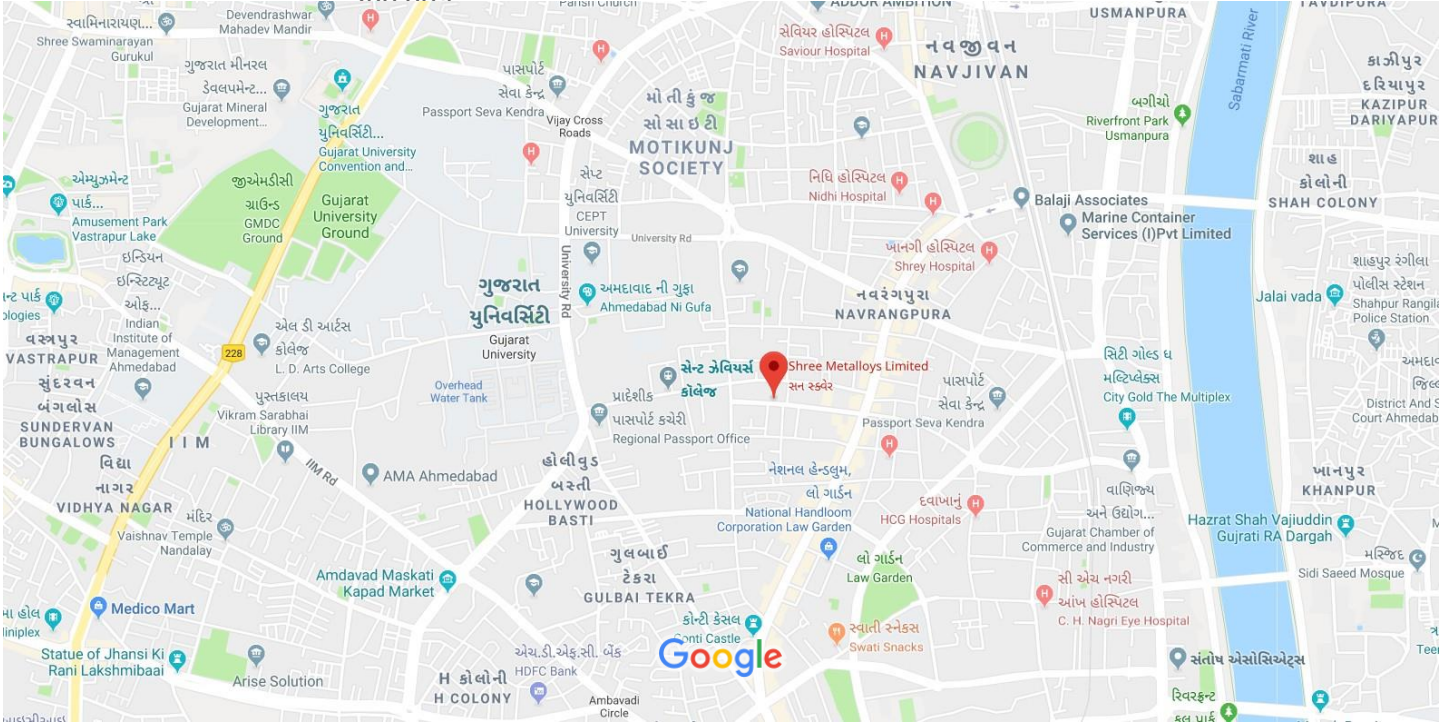 સ્વામિનારાયણ...
Shree Swaminarayan
Gurukul
Devendrashwar
Mahadev Mandir
Parish Church
ADDOR AMBITION
USMANPURA
TAVDIPURA
ગુજરાત મીનરલ
ડેવલપમેન્ટ...
Gujarat Mineral
Development...
ગુજરાત
યુનિવર્સિટી...
Gujarat University
Convention and...
પાસપોર્ટ
સેવા કેન્દ્ર
Passport Seva Kendra
Vijay Cross
Roads
મોતીકુંજ
સોસાઇટી
MOTIKUNJ
SOCIETY
સેવિયર હોસ્પિટલ
Saviour Hospital
નવજીવન
NAVJIVAN
બગીચો
Riverfront Park
Usmanpura
Sabarmati River
કાઝીપુર
દરિયાપુર
KAZIPUR
DARIYAPUR
એમ્યુઝમેન્ટ
પાર્ક...
Amusement Park
Vastrapur Lake
જીએમડીસી
ગ્રાઉન્ડ
GMDC
Ground
Gujarat
University
Ground
સેપ્ટ
યુનિવર્સિટી
CEPT
University
University Rd
University Rd
નિધિ હોસ્પિટલ
Nidhi Hospital
Balaji Associates
Marine Container
Services (I)Pvt Limited
શાહ
કોલોની
SHAH COLONY
ઇન્ડિયન
ઇન્સ્ટિટ્યૂટ
ઓફ...
Indian
Institute of
Management
Ahmedabad
ન્ટ પાર્ક
ologies
ગુજરાત
યુનિવર્સિટી
Gujarat
University
અમદાવાદ ની ગુફા
Ahmedabad Ni Gufa
ખાનગી હોસ્પિટલ
Shrey Hospital
નવરંગપુરા
NAVRANGPURA
Jalai vada
શાહપુર રંગીલા
પોલીસ સ્ટેશન
Shahpur Rangila
Police Station
વસ્ત્રપુર
VASTRAPUR
228
એલ ડી આર્ટસ
કોલેજ
L. D. Arts College
Overhead
Water Tank
સેન્ટ ઝેવિયર્સ
કૉલેજ
Shree Metalloys Limited
સન સ્ક્વેર
પાસપોર્ટ
સેવા કેન્દ્ર
Passport Seva Kendra
સિટી ગોલ્ડ ધ
મલ્ટિપ્લેક્સ
City Gold The Multiplex
District And S
Court Ahmedab
સુંદરવન
બંગલોસ
SUNDERVAN
BUNGALOWS
પુસ્તકાલય
Vikram Sarabhai
Library IIM
IIM
IIM Rd
પ્રાદેશીક
પાસપોર્ટ કચેરી
Regional Passport Office
વિદ્યા
નાગર
VIDHYA NAGAR
AMA Ahmedabad
હોલીવુડ
બસ્તી
HOLLYWOOD
BASTI
નેશનલ હેન્ડલુમ,
લો ગાર્ડન
National Handloom
Corporation Law Garden
દવાખાનું
HCG Hospitals
વાણિજ્ય
અને ઉદ્યોગ...
Gujarat Chamber of
Commerce and Industry
ખાનપુર
KHANPUR
Hazrat Shah Vajiuddin
Gujrati RA Dargah
મંદિર
Vaishnav Temple
Nandalay
Amdavad Maskati
Kapad Market
ગુલબાઈ
ટેકરા
GULBAI TEKRA
લો ગાર્ડન
Law Garden
મસ્જિદ
Sidi Saeed Mosque
Medico Mart
મા હોલ
liniplex
કોન્ટી કેસલ
Conti Castle
સી એચ નગરી
આંખ હોસ્પિટલ
C. H. Nagri Eye Hospital
સ્વાતી સ્નેકસ
Swati Snacks
Google
Statue of Jhansi Ki
Rani Lakshmibaai
Arise Solution
એચ.ડી.એફ.સી. બેંક
HDFC Bank
H કોલોની
H COLONY
Ambavadi
Circle
સંતોષ એસોસિએટ્સ
રિવરફ્રન્ટ